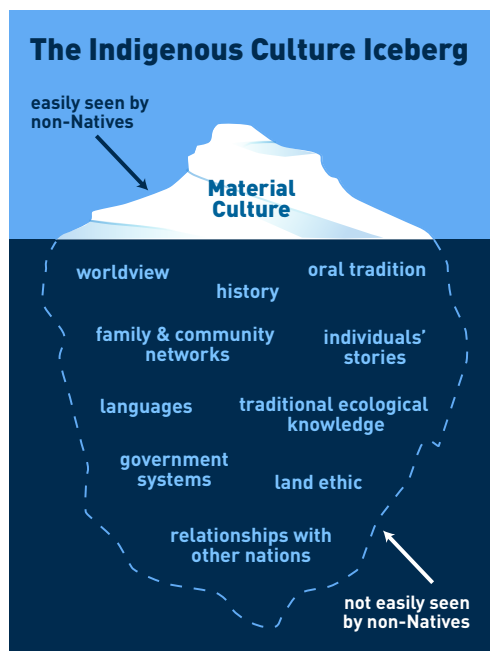 The Indigenous Culture Iceberg
easily seen by
non-Natives
Material
Culture
worldview
oral tradition
history
family & community
networks
individuals’
stories
languages
traditional ecological
knowledge
government
systems
land ethic
relationships with
other nations
not easily seen
by non-Natives